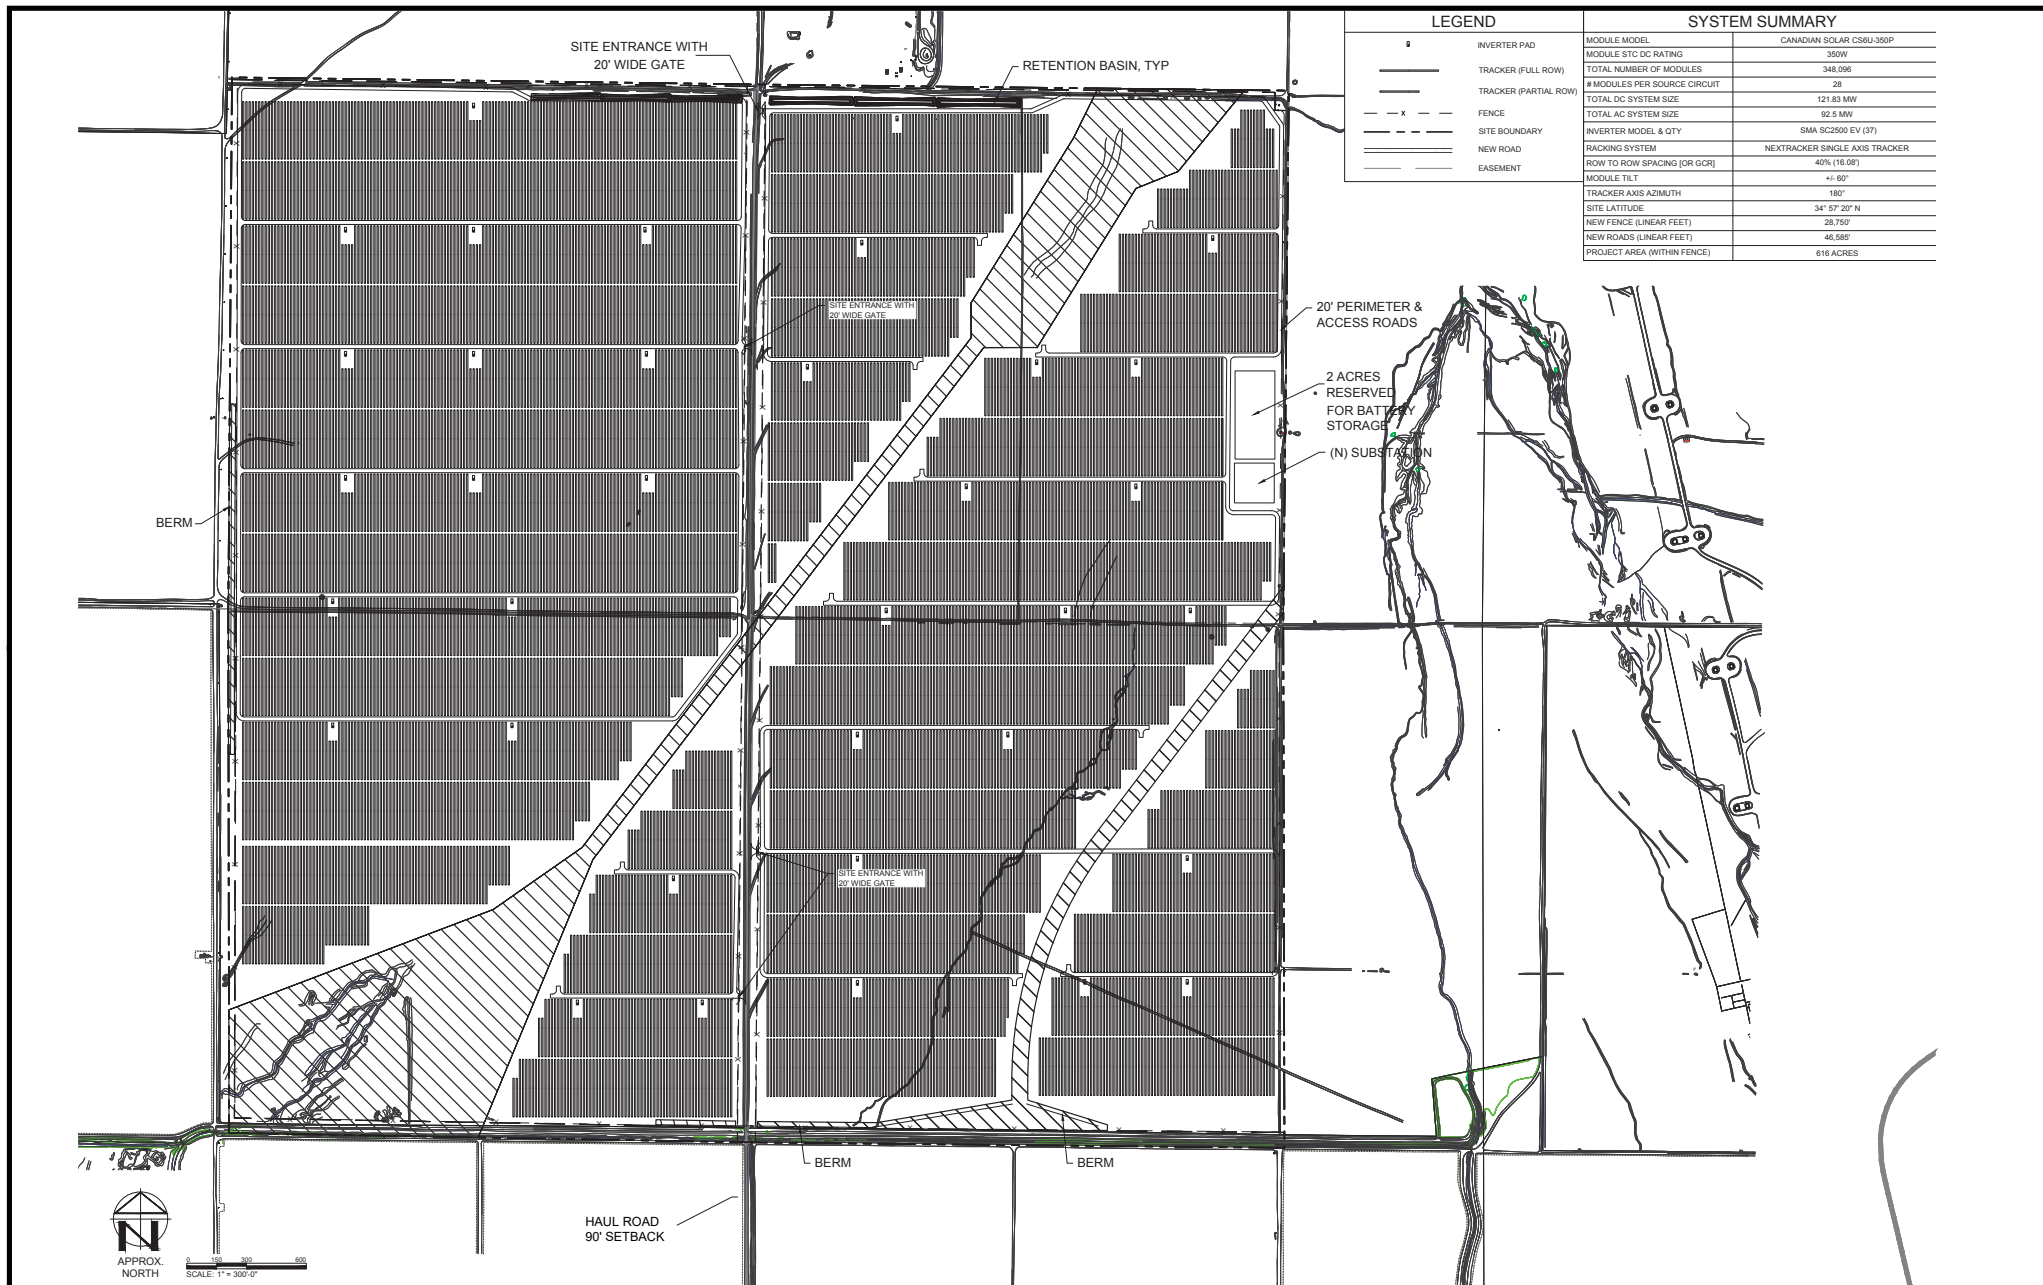 LEGEND
INVERTER PAD
TRACKER (FULL ROW)
TRACKER (PARTIAL ROW)
x FENCE
SITE BOUNDARY
NEW ROAD
EASEMENT
SYSTEM SUMMARY
MODULE MODEL CANADIAN SOLAR CS6U-350P
MODULE STC DC RATING 350W
TOTAL NUMBER OF MODULES 348,096
# MODULES PER SOURCE CIRCUIT 28
TOTAL DC SYSTEM SIZE 121.83 MW
TOTAL AC SYSTEM SIZE 92.5 MW
INVERTER MODEL & QTY SMA SC2500 EV (37)
RACKING SYSTEM NEXTRACKER SINGLE AXIS TRACKER
ROW TO ROW SPACING [OR GCR] 40% (16.08')
MODULE TILT +/- 60°
TRACKER AXIS AZIMUTH 180°
SITE LATITUDE 34° 57' 20" N
NEW FENCE (LINEAR FEET) 28,750'
NEW ROADS (LINEAR FEET) 46,585'
PROJECT AREA (WITHIN FENCE) 616 ACRES
SITE ENTRANCE WITH
20' WIDE GATE
RETENTION BASIN, TYP
SITE ENTRANCE WITH
20' WIDE GATE
20' PERIMETER &
ACCESS ROADS
2 ACRES
RESERVED
FOR BATTERY
STORAGE
(N) SUBSTATION
BERM
SITE ENTRANCE WITH
20' WIDE GATE
BERM
BERM
HAUL ROAD
90' SETBACK
N
APPROX.
NORTH
0 150 300 600
SCALE: 1" = 300'-0"